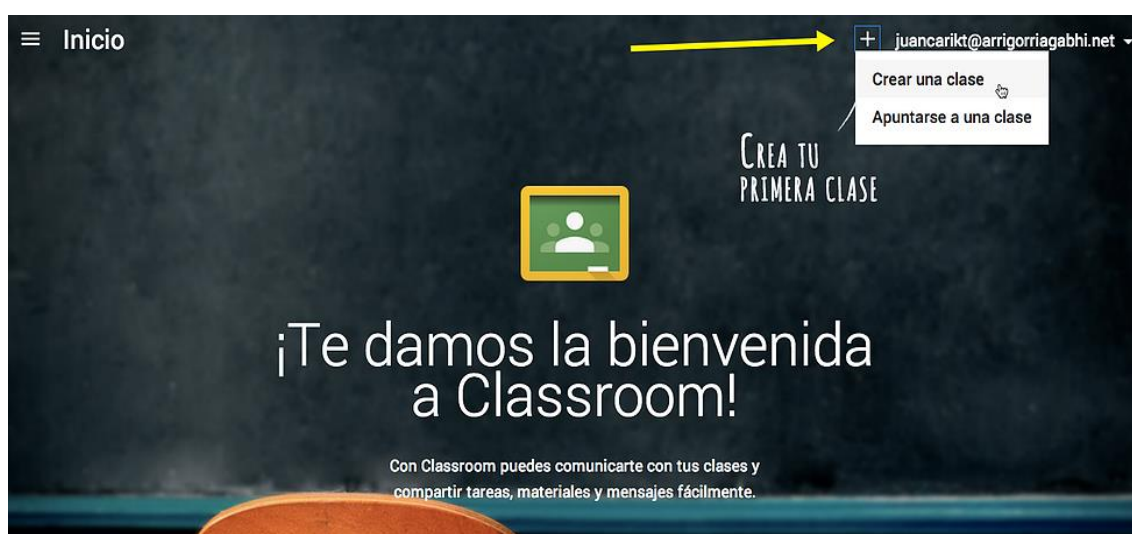 Inicio
juancarikt@arrigorriagabhi.net
Crear una clase
Apuntarse a una clase
CREA TU
PRIMERA CLASE
¡Te damos la bienvenida
a Classroom!
Con Classroom puedes comunicarte con tus clases y
compartir tareas, materiales y mensajes fácilmente.